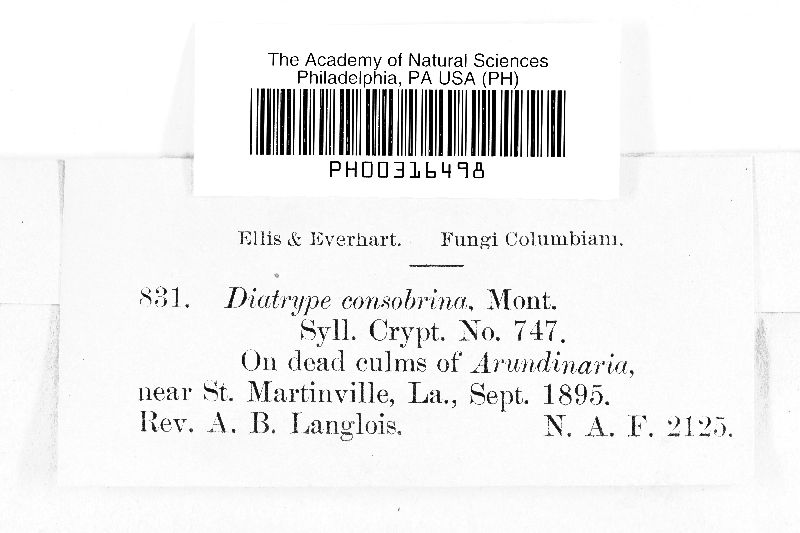 The Academy of Natural Sciences
Philadelphia, PA USA (PH)
PH00316498
Ellis & Everhart. Fungi Columbiani.
831. Diatrype consobrina, Mont.
Syll. Crypt. No. 747.
On dead culms of Arundinaria,
near St. Martinville, La., Sept. 1895.
Rev. A. B. Langlois. N. A. F. 2125.